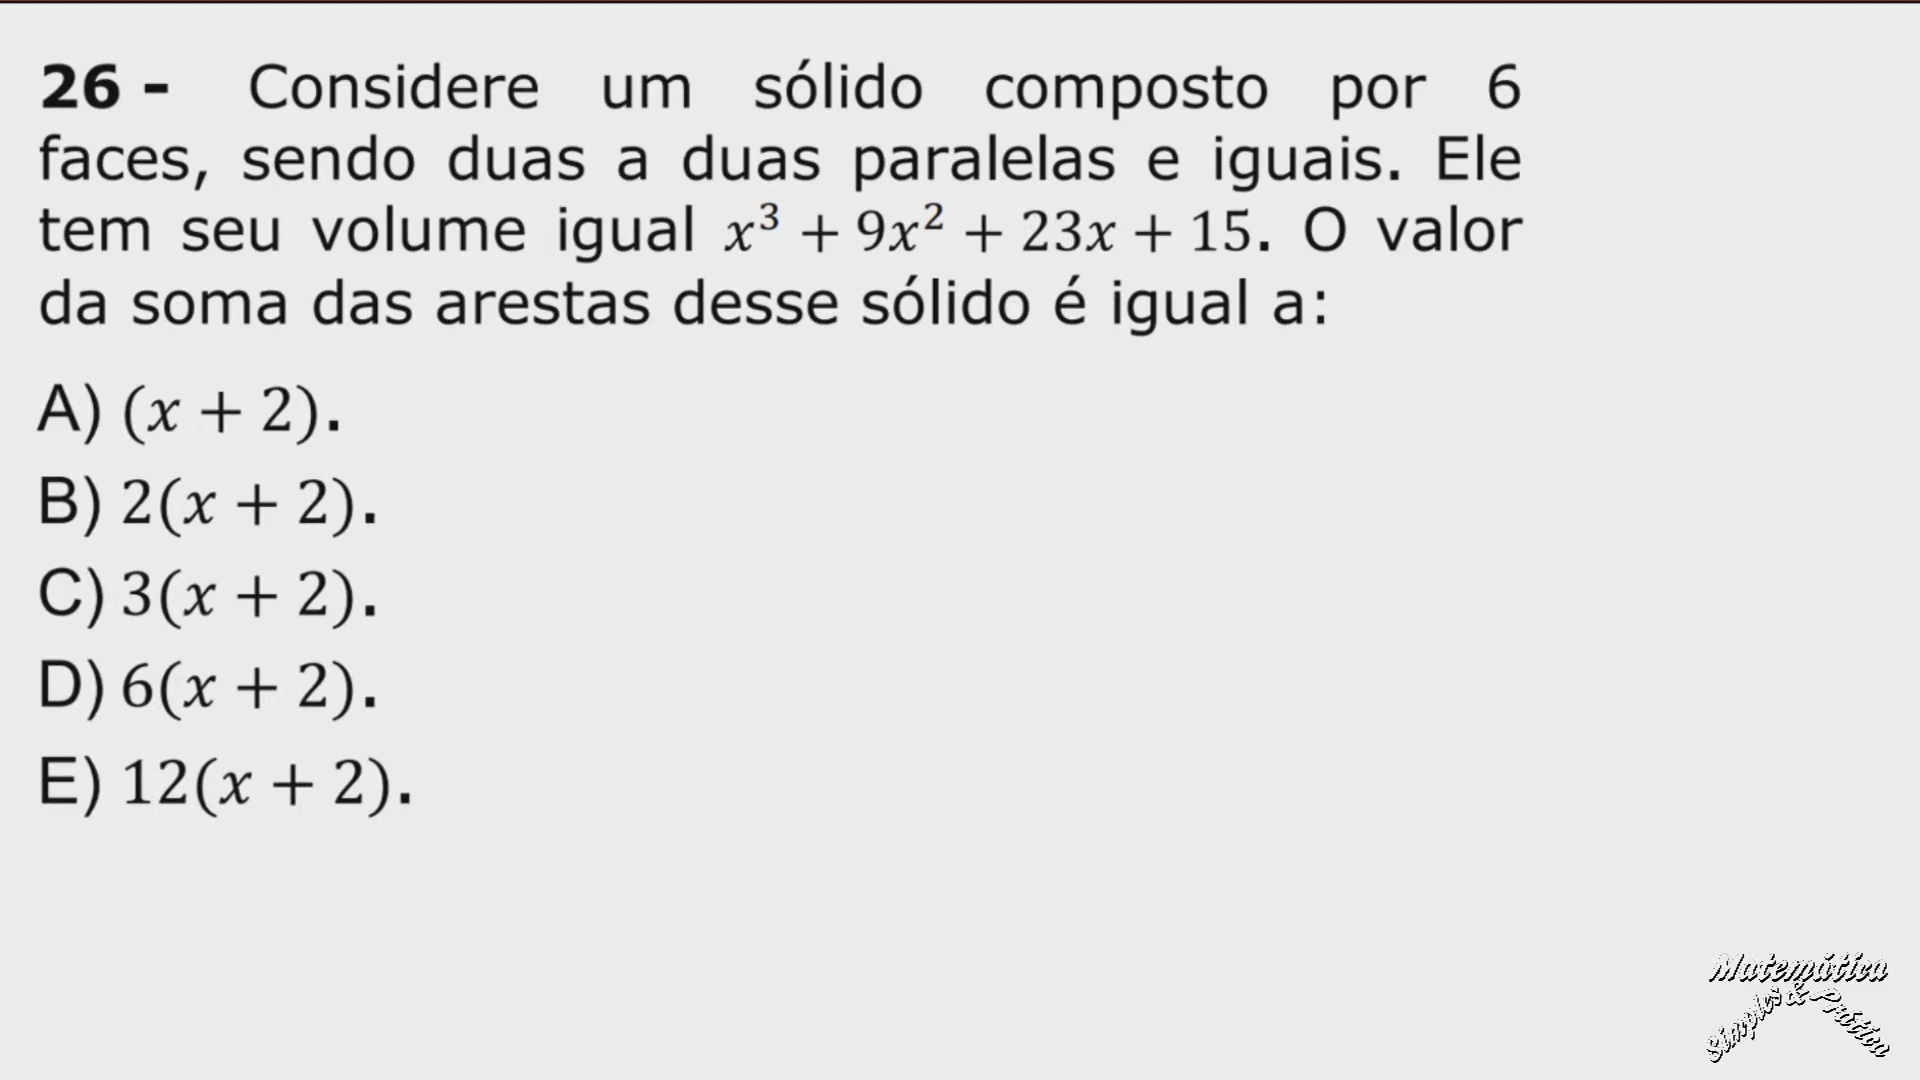 26 - Considere um sólido composto por 6
faces, sendo duas a duas paralelas e iguais. Ele
tem seu volume igual x³ + 9x² + 23x + 15. O valor
da soma das arestas desse sólido é igual a:
A) (x + 2).
B) 2(x + 2).
C) 3(x + 2).
D) 6(x + 2).
E) 12(x + 2).
Matemática
Simples & Prática